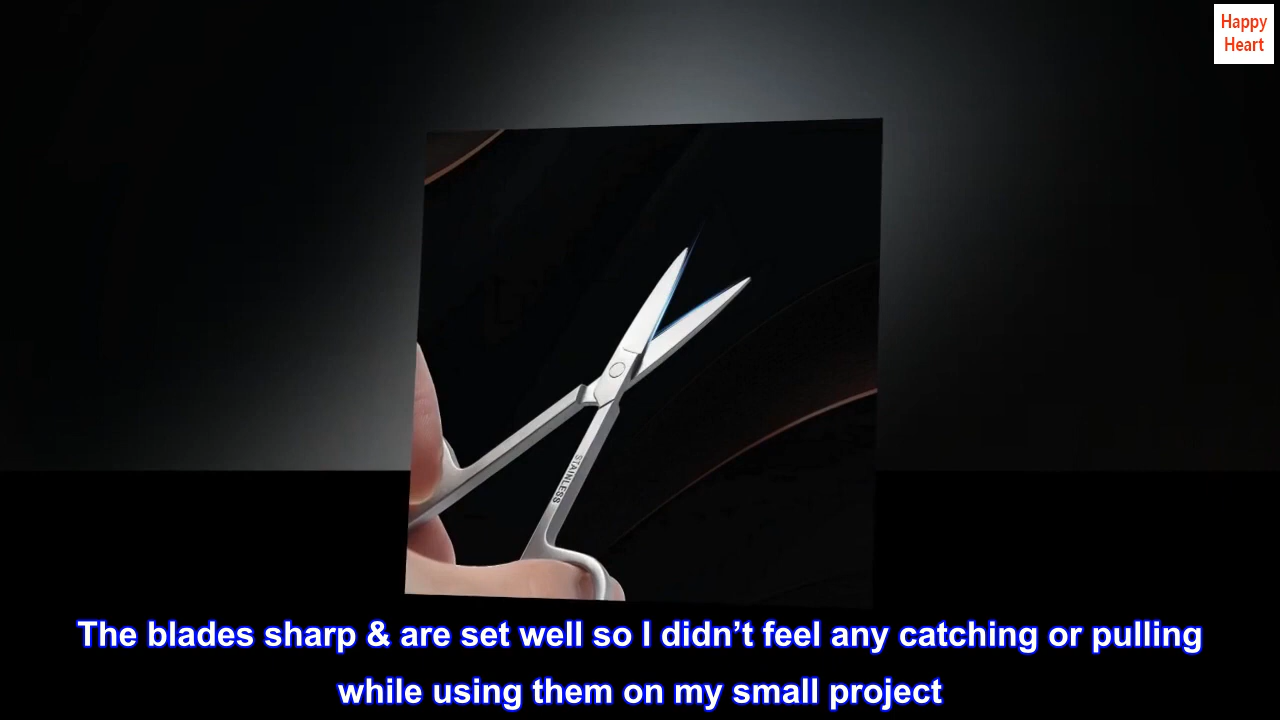 Happy
Heart
STAINLESS
The blades sharp & are set well so I didn’t feel any catching or pulling
while using them on my small project